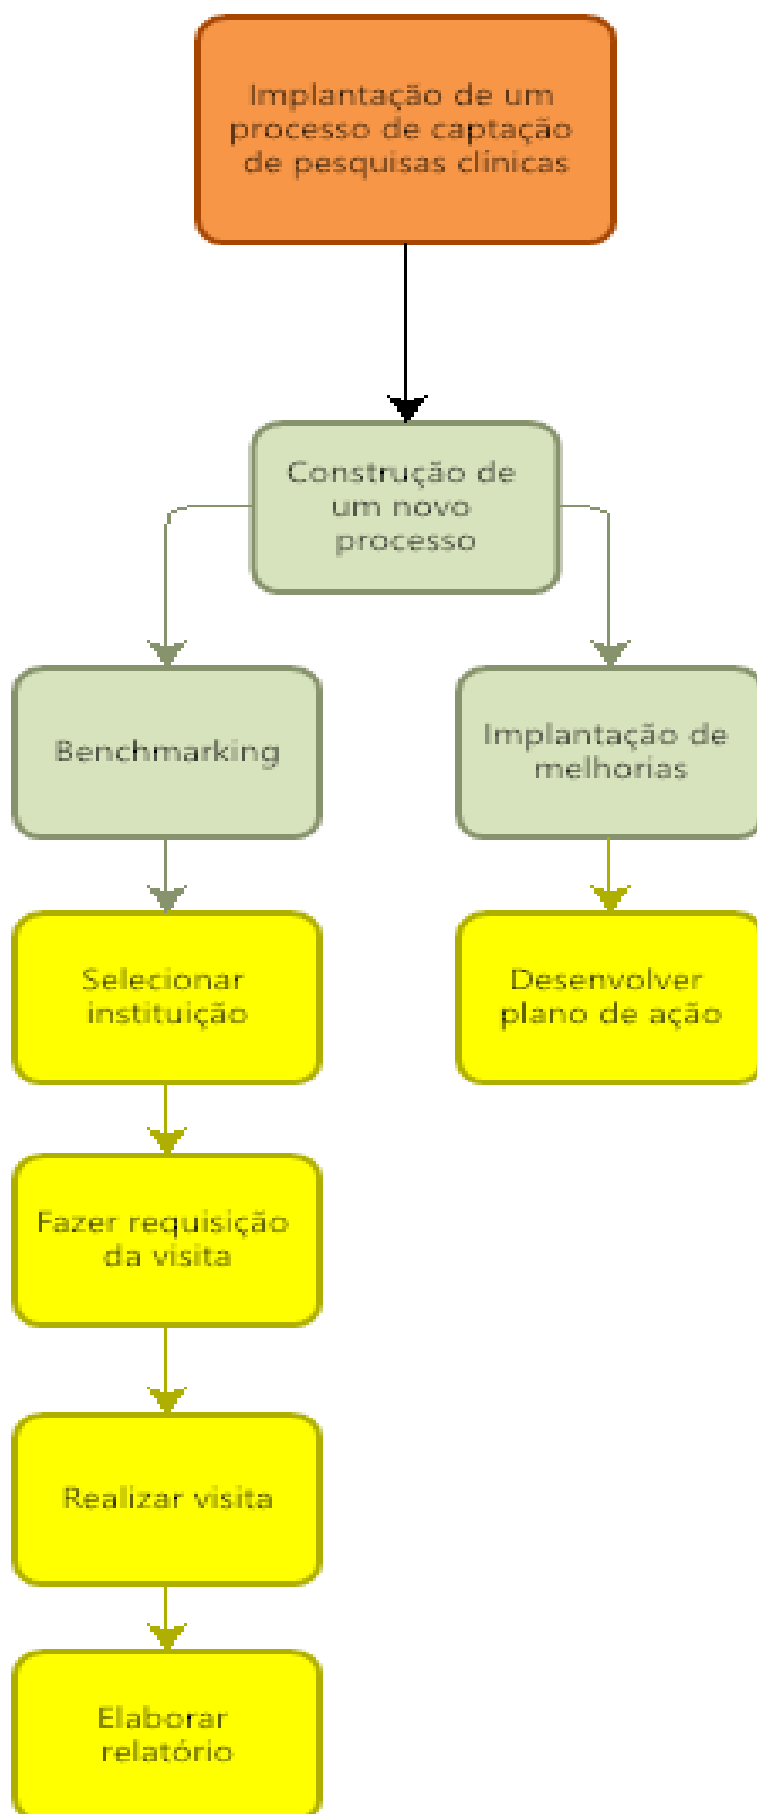 Implantação de um
processo de captação
de pesquisas clínicas
Construção de
um novo
processo
Benchmarking
Implantação de
melhorias
Selecionar
instituição
Desenvolver
plano de ação
Fazer requisição
da visita
Realizar visita
Elaborar
relatório